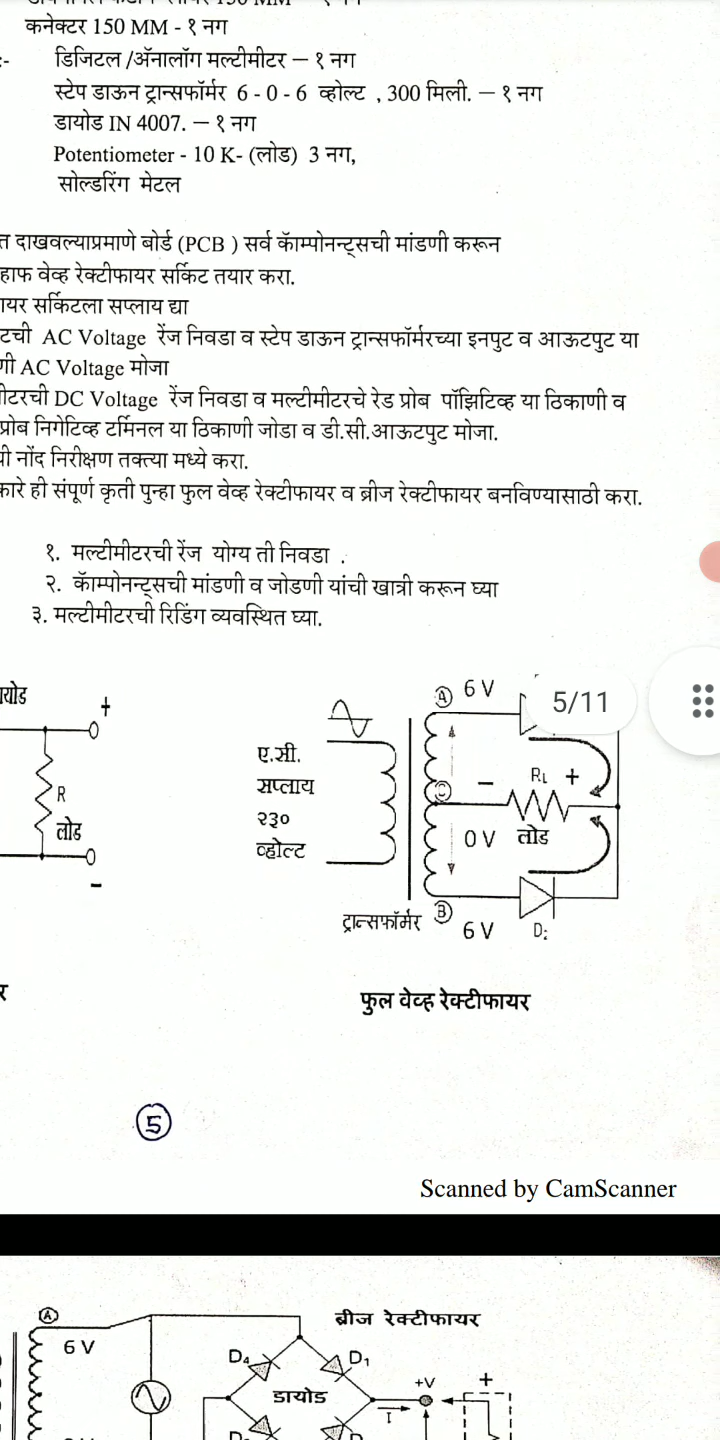 कनेक्टर 150 MM - १ नग
:- डिजिटल /ॲनालॉग मल्टीमीटर – १ नग
स्टेप डाऊन ट्रान्सफॉर्मर 6 - 0 - 6 व्होल्ट , 300 मिली. – १ नग
डायोड IN 4007. – १ नग
Potentiometer - 10 K- (लोड) 3 नग,
सोल्डरिंग मेटल
त दाखवल्याप्रमाणे बोर्ड (PCB ) सर्व कॅाम्पोनन्ट्सची मांडणी करून
हाफ वेव्ह रेक्टीफायर सर्किट तयार करा.
ायर सर्किटला सप्लाय द्या
टची AC Voltage रेंज निवडा व स्टेप डाऊन ट्रान्सफॉर्मरच्या इनपुट व आऊटपुट या
णी AC Voltage मोजा
ीटरची DC Voltage रेंज निवडा व मल्टीमीटरचे रेड प्रोब पॉझिटिव्ह या ठिकाणी व
प्रोब निगेटिव्ह टर्मिनल या ठिकाणी जोडा व डी.सी.आऊटपुट मोजा.
ची नोंद निरीक्षण तक्त्या मध्ये करा.
कारे ही संपूर्ण कृती पुन्हा फुल वेव्ह रेक्टीफायर व ब्रीज रेक्टीफायर बनविण्यासाठी करा.
१. मल्टीमीटरची रेंज योग्य ती निवडा .
२. कॅाम्पोनन्ट्सची मांडणी व जोडणी यांची खात्री करून घ्या
३. मल्टीमीटरची रिडिंग व्यवस्थित घ्या.
ायोड
+
R
लोड
-
ए.सी.
सप्लाय
२३०
व्होल्ट
ट्रान्सफॉर्मर
A 6 V
5/11
C - RL +
0 V लोड
B 6 V D2
र
फुल वेव्ह रेक्टीफायर
5
Scanned by CamScanner
A
6 V
ब्रीज रेक्टीफायर
D4 D1
डायोड
+V +
I